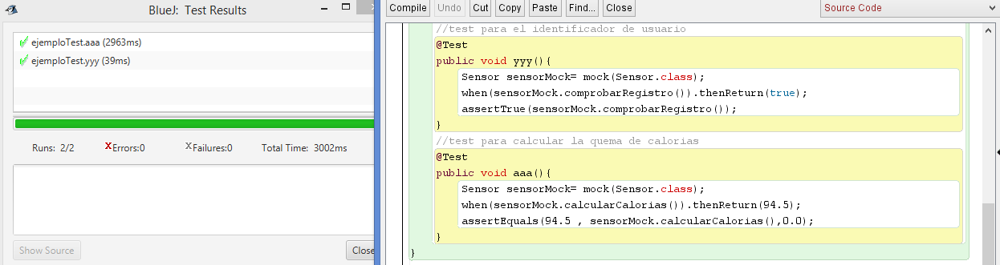 BlueJ: Test Results
ejemploTest.aaa (2963ms)
ejemploTest.yyy (39ms)
Runs: 2/2 xErrors:0 xFailures:0 Total Time: 3002ms
Show Source Close
Compile Undo Cut Copy Paste Find... Close Source Code
//test para el identificador de usuario
@Test
public void yyy(){
Sensor sensorMock= mock(Sensor.class);
when(sensorMock.comprobarRegistro()).thenReturn(true);
assertTrue(sensorMock.comprobarRegistro());
}
//test para calcular la quema de calorias
@Test
public void aaa(){
Sensor sensorMock= mock(Sensor.class);
when(sensorMock.calcularCalorias()).thenReturn(94.5);
assertEquals(94.5 , sensorMock.calcularCalorias(),0.0);
}
}